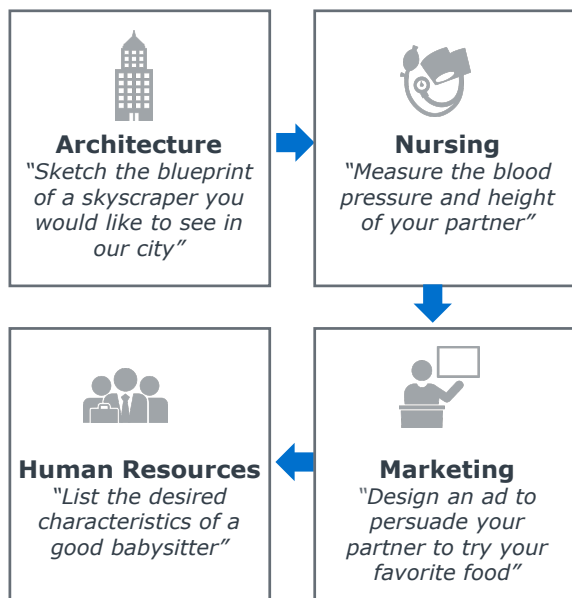 Architecture
“Sketch the blueprint
of a skyscraper you
would like to see in
our city”
Nursing
“Measure the blood
pressure and height
of your partner”
Marketing
“Design an ad to
persuade your
partner to try your
favorite food”
Human Resources
“List the desired
characteristics of a
good babysitter”